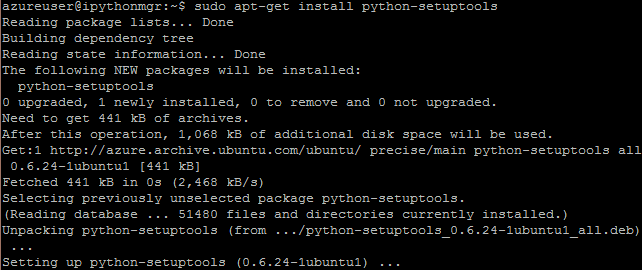 azureuser@ipythonmgr:~$ sudo apt-get install python-setuptools
Reading package lists... Done
Building dependency tree
Reading state information... Done
The following NEW packages will be installed:
  python-setuptools
0 upgraded, 1 newly installed, 0 to remove and 0 not upgraded.
Need to get 441 kB of archives.
After this operation, 1,068 kB of additional disk space will be used.
Get:1 http://azure.archive.ubuntu.com/ubuntu/ precise/main python-setuptools all
 0.6.24-1ubuntu1 [441 kB]
Fetched 441 kB in 0s (2,468 kB/s)
Selecting previously unselected package python-setuptools.
(Reading database ... 51480 files and directories currently installed.)
Unpacking python-setuptools (from .../python-setuptools_0.6.24-1ubuntu1_all.deb)
 ...
Setting up python-setuptools (0.6.24-1ubuntu1) ...